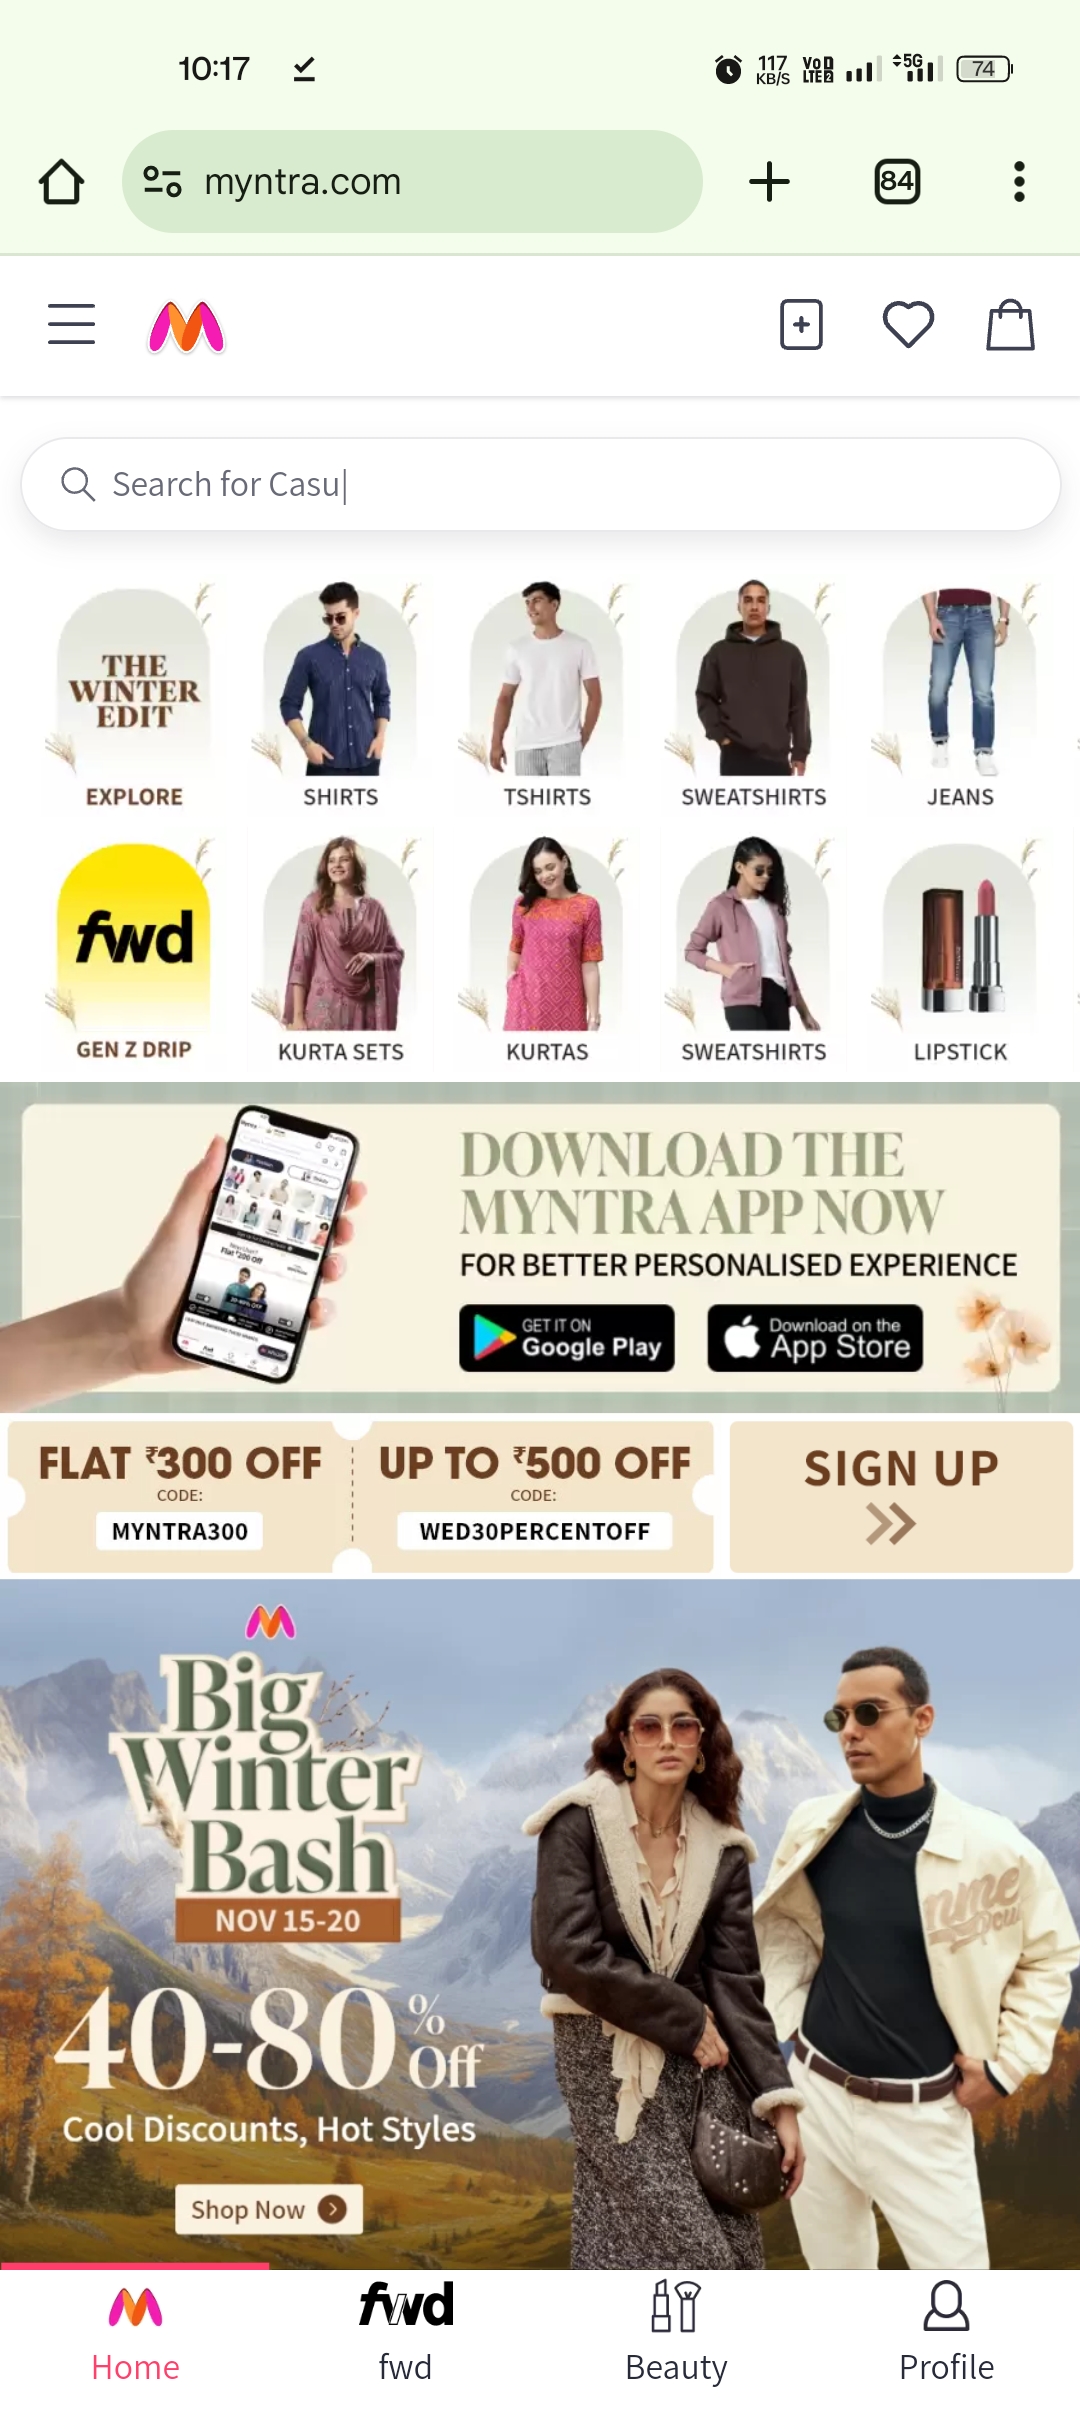 10:17
117
KB/S
Vo
LTE2
5G
74
myntra.com
84
Search for Casu
THE
WINTER
EDIT
EXPLORE
SHIRTS
TSHIRTS
SWEATSHIRTS
JEANS
fwd
GEN Z DRIP
KURTA SETS
KURTAS
SWEATSHIRTS
LIPSTICK
DOWNLOAD THE
MYNTRA APP NOW
FOR BETTER PERSONALISED EXPERIENCE
GET IT ON
Google Play
Download on the
App Store
FLAT ₹300 OFF
CODE:
MYNTRA300
UP TO ₹500 OFF
CODE:
WED30PERCENTOFF
SIGN UP
Big
Winter
Bash
NOV 15-20
40-80% Off
Cool Discounts, Hot Styles
Shop Now
fwd
Home
fwd
Beauty
Profile